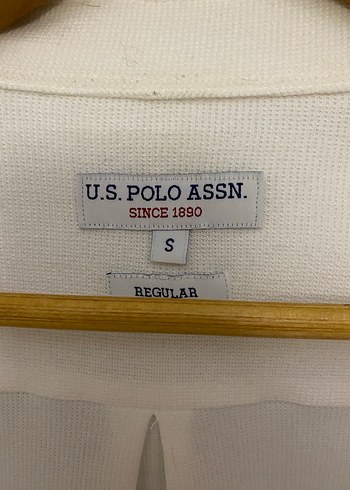 U.S. POLO ASSN.
SINCE 1890
S
REGULAR